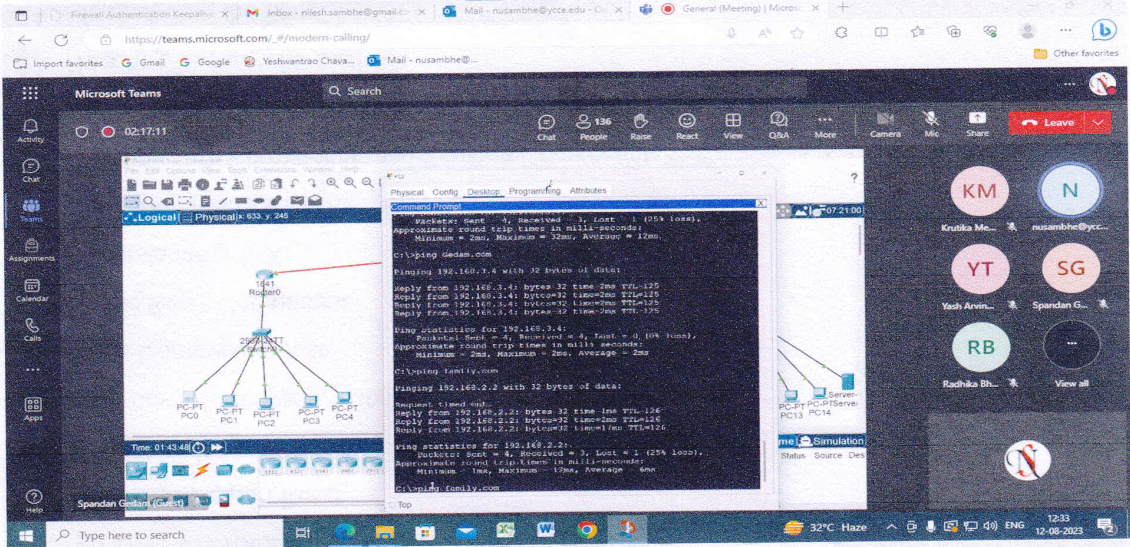 Firewall Authentication Keepalive
Inbox - nilesh.sambhe@gmail.c
Mail - nusambhe@ycce.edu - O
General (Meeting) | Microso
https://teams.microsoft.com/_#/modern-calling/
Import favorites
Gmail
Google
Yeshwantrao Chava...
Mail - nusambhe@...
Other favorites
Microsoft Teams
Search
02:17:11
Chat
136
People
Raise
React
View
Q&A
More
Camera
Mic
Share
Leave
Activity
Chat
Teams
Assignments
Calendar
Calls
Apps
Help
File Edit Options View Tools Extensions Window Help
Logical
Physical
x: 633, y: 245
1841
Router0
PC-PT
PC0
PC-PT
PC1
PC-PT
PC2
PC-PT
PC3
PC-PT
PC4
Time: 01:43:48
Spandan Gedam (Guest)
Physical Config Desktop Programming Attributes
Command Prompt
X
Packets: Sent = 4, Received = 3, Lost = 1 (25% loss),
Approximate round trip times in milli-seconds:
Minimum = 2ms, Maximum = 32ms, Average = 12ms
C:\>ping Gedam.com
Pinging 192.168.3.4 with 32 bytes of data:
Reply from 192.168.3.4: bytes=32 time=2ms TTL=125
Reply from 192.168.3.4: bytes=32 time=2ms TTL=125
Reply from 192.168.3.4: bytes=32 time=2ms TTL=125
Reply from 192.168.3.4: bytes=32 time=2ms TTL=125
Ping statistics for 192.168.3.4:
Packets: Sent = 4, Received = 4, Lost = 0 (0% loss),
Approximate round trip times in milli-seconds:
Minimum = 2ms, Maximum = 2ms, Average = 2ms
C:\>ping family.com
Pinging 192.168.2.2 with 32 bytes of data:
Request timed out.
Reply from 192.168.2.2: bytes=32 time=1ms TTL=126
Reply from 192.168.2.2: bytes=32 time=2ms TTL=126
Reply from 192.168.2.2: bytes=32 time=17ms TTL=126
Ping statistics for 192.168.2.2:
Packets: Sent = 4, Received = 3, Lost = 1 (25% loss),
Approximate round trip times in milli-seconds:
Minimum = 1ms, Maximum = 17ms, Average = 6ms
C:\>ping family.com
Top
?
07:21:00
PC-PT
PC13
Server-
PTServer
PC14
Simulation
Status Source Des
KM
Krutika Me...
N
nusambhe@ycc...
YT
Yash Arvin...
SG
Spandan G...
RB
Radhika Bh...
View all
N
Type here to search
32°C Haze
ENG
12:33
12-08-2023
2